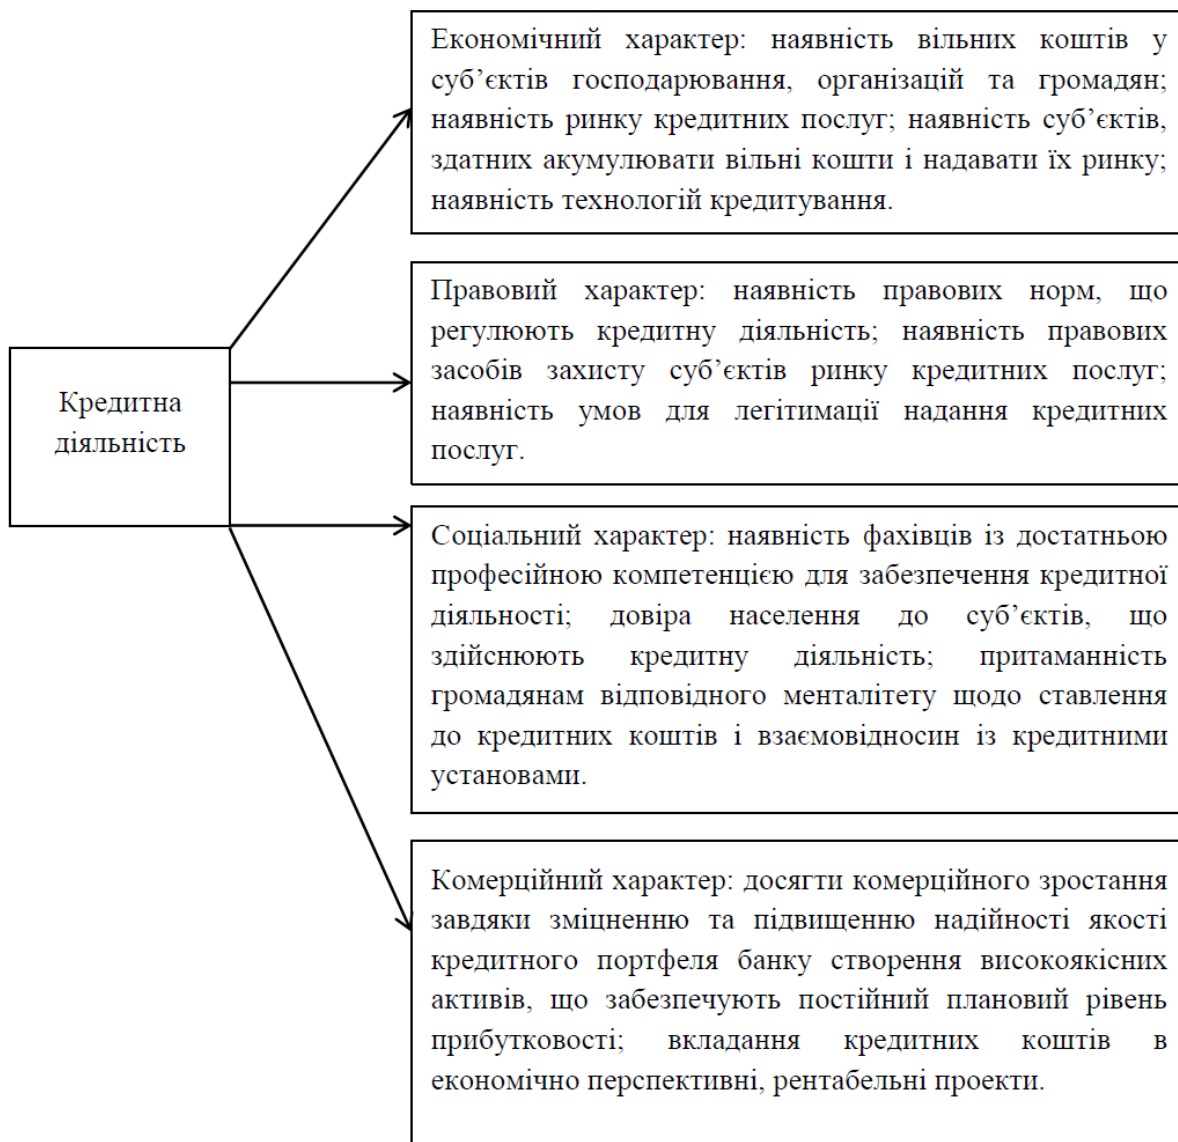 Економічний характер: наявність вільних коштів у
суб’єктів господарювання, організацій та громадян;
наявність ринку кредитних послуг; наявність суб’єктів,
здатних акумулювати вільні кошти і надавати їх ринку;
наявність технологій кредитування.
Правовий характер: наявність правових норм, що
регулюють кредитну діяльність; наявність правових
засобів захисту суб’єктів ринку кредитних послуг;
наявність умов для легітимації надання кредитних
послуг.
Кредитна
діяльність
Соціальний характер: наявність фахівців із достатньою
професійною компетенцією для забезпечення кредитної
діяльності; довіра населення до суб’єктів, що
здійснюють кредитну діяльність; притаманність
громадянам відповідного менталітету щодо ставлення
до кредитних коштів і взаємовідносин із кредитними
установами.
Комерційний характер: досягти комерційного зростання
завдяки зміцненню та підвищенню надійності якості
кредитного портфеля банку створення високоякісних
активів, що забезпечують постійний плановий рівень
прибутковості; вкладання кредитних коштів в
економічно перспективні, рентабельні проекти.